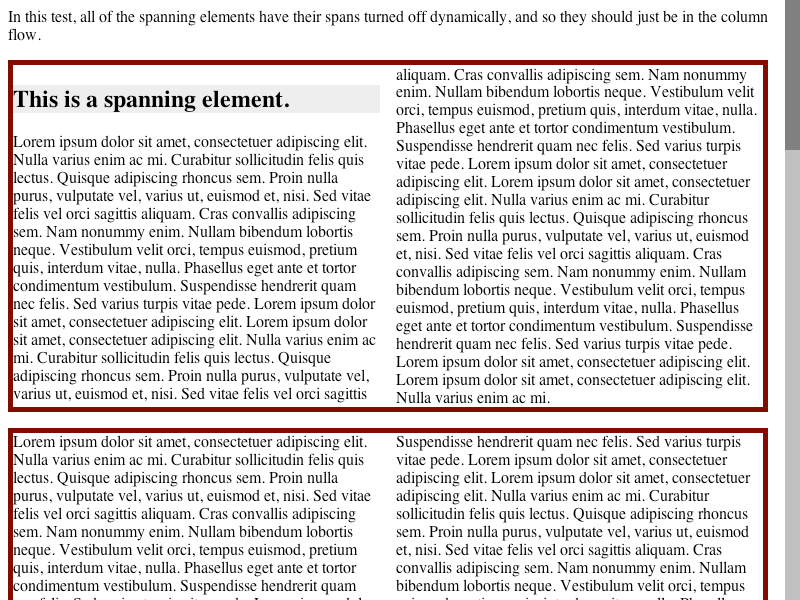 In this test, all of the spanning elements have their spans turned off dynamically, and so they should just be in the column
flow.
This is a spanning element.
Lorem ipsum dolor sit amet, consectetuer adipiscing elit.
Nulla varius enim ac mi. Curabitur sollicitudin felis quis
lectus. Quisque adipiscing rhoncus sem. Proin nulla
purus, vulputate vel, varius ut, euismod et, nisi. Sed vitae
felis vel orci sagittis aliquam. Cras convallis adipiscing
sem. Nam nonummy enim. Nullam bibendum lobortis
neque. Vestibulum velit orci, tempus euismod, pretium
quis, interdum vitae, nulla. Phasellus eget ante et tortor
condimentum vestibulum. Suspendisse hendrerit quam
nec felis. Sed varius turpis vitae pede. Lorem ipsum dolor
sit amet, consectetuer adipiscing elit. Lorem ipsum dolor
sit amet, consectetuer adipiscing elit. Nulla varius enim ac
mi. Curabitur sollicitudin felis quis lectus. Quisque
adipiscing rhoncus sem. Proin nulla purus, vulputate vel,
varius ut, euismod et, nisi. Sed vitae felis vel orci sagittis
aliquam. Cras convallis adipiscing sem. Nam nonummy
enim. Nullam bibendum lobortis neque. Vestibulum velit
orci, tempus euismod, pretium quis, interdum vitae, nulla.
Phasellus eget ante et tortor condimentum vestibulum.
Suspendisse hendrerit quam nec felis. Sed varius turpis
vitae pede. Lorem ipsum dolor sit amet, consectetuer
adipiscing elit. Lorem ipsum dolor sit amet, consectetuer
adipiscing elit. Nulla varius enim ac mi. Curabitur
sollicitudin felis quis lectus. Quisque adipiscing rhoncus
sem. Proin nulla purus, vulputate vel, varius ut, euismod
et, nisi. Sed vitae felis vel orci sagittis aliquam. Cras
convallis adipiscing sem. Nam nonummy enim. Nullam
bibendum lobortis neque. Vestibulum velit orci, tempus
euismod, pretium quis, interdum vitae, nulla. Phasellus
eget ante et tortor condimentum vestibulum. Suspendisse
hendrerit quam nec felis. Sed varius turpis vitae pede.
Lorem ipsum dolor sit amet, consectetuer adipiscing elit.
Lorem ipsum dolor sit amet, consectetuer adipiscing elit.
Nulla varius enim ac mi.
Lorem ipsum dolor sit amet, consectetuer adipiscing elit.
Nulla varius enim ac mi. Curabitur sollicitudin felis quis
lectus. Quisque adipiscing rhoncus sem. Proin nulla
purus, vulputate vel, varius ut, euismod et, nisi. Sed vitae
felis vel orci sagittis aliquam. Cras convallis adipiscing
sem. Nam nonummy enim. Nullam bibendum lobortis
neque. Vestibulum velit orci, tempus euismod, pretium
quis, interdum vitae, nulla. Phasellus eget ante et tortor
condimentum vestibulum. Suspendisse hendrerit quam
Suspendisse hendrerit quam nec felis. Sed varius turpis
vitae pede. Lorem ipsum dolor sit amet, consectetuer
adipiscing elit. Lorem ipsum dolor sit amet, consectetuer
adipiscing elit. Nulla varius enim ac mi. Curabitur
sollicitudin felis quis lectus. Quisque adipiscing rhoncus
sem. Proin nulla purus, vulputate vel, varius ut, euismod
et, nisi. Sed vitae felis vel orci sagittis aliquam. Cras
convallis adipiscing sem. Nam nonummy enim. Nullam
bibendum lobortis neque. Vestibulum velit orci, tempus